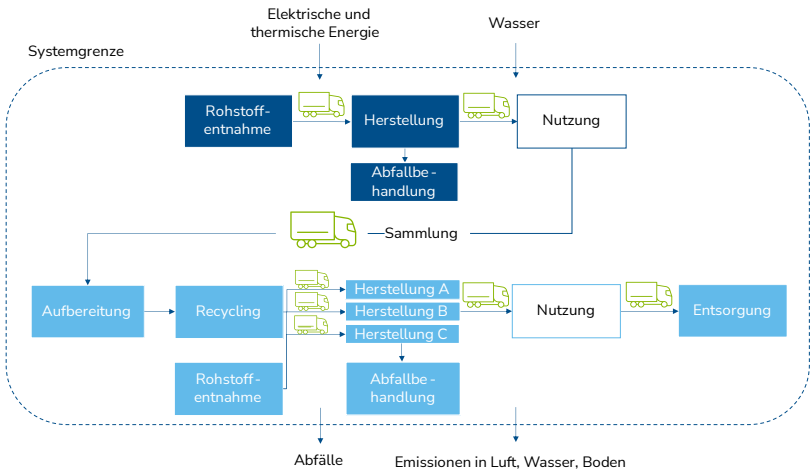 Elektrische und
thermische Energie
Wasser
Systemgrenze
Rohstoff-
entnahme
Herstellung
Nutzung
Abfallbe-
handlung
Sammlung
Aufbereitung
Recycling
Herstellung A
Herstellung B
Herstellung C
Nutzung
Entsorgung
Rohstoff-
entnahme
Abfallbe-
handlung
Abfälle
Emissionen in Luft, Wasser, Boden